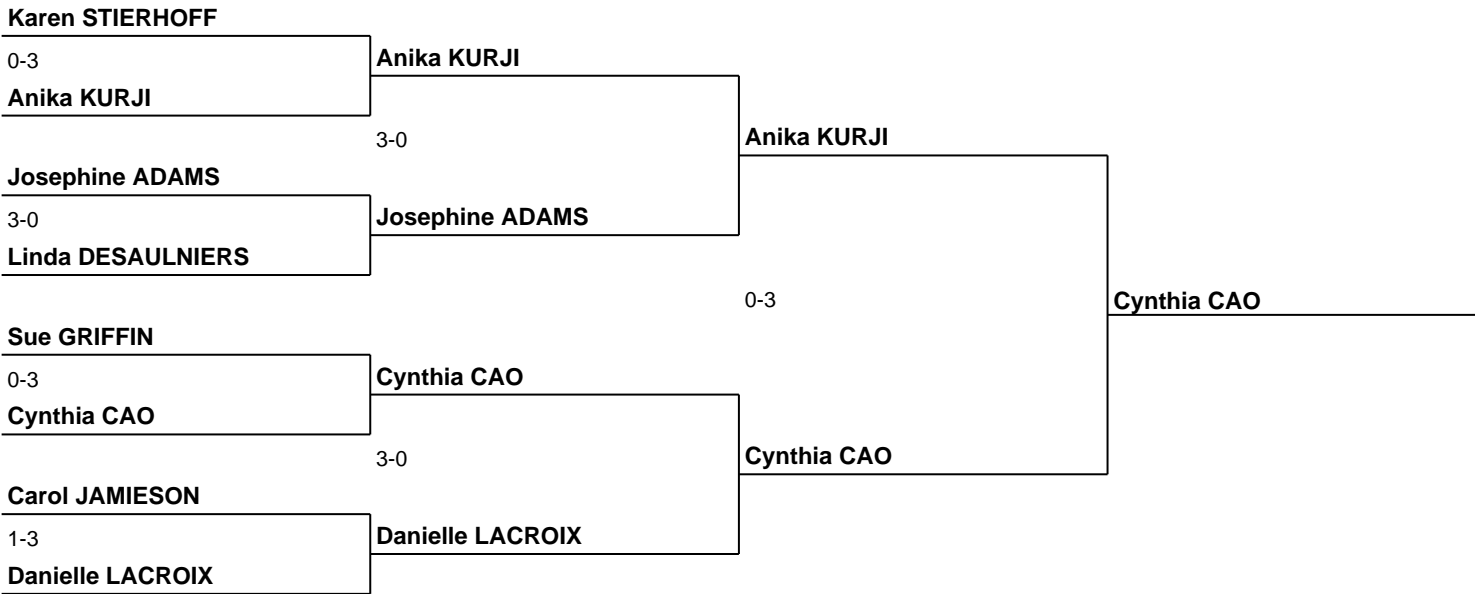 Karen STIERHOFF
0-3
Anika KURJI
Anika KURJI
3-0
Anika KURJI
Josephine ADAMS
3-0
Josephine ADAMS
Linda DESAULNIERS
0-3
Cynthia CAO
Sue GRIFFIN
0-3
Cynthia CAO
Cynthia CAO
3-0
Cynthia CAO
Carol JAMIESON
1-3
Danielle LACROIX
Danielle LACROIX